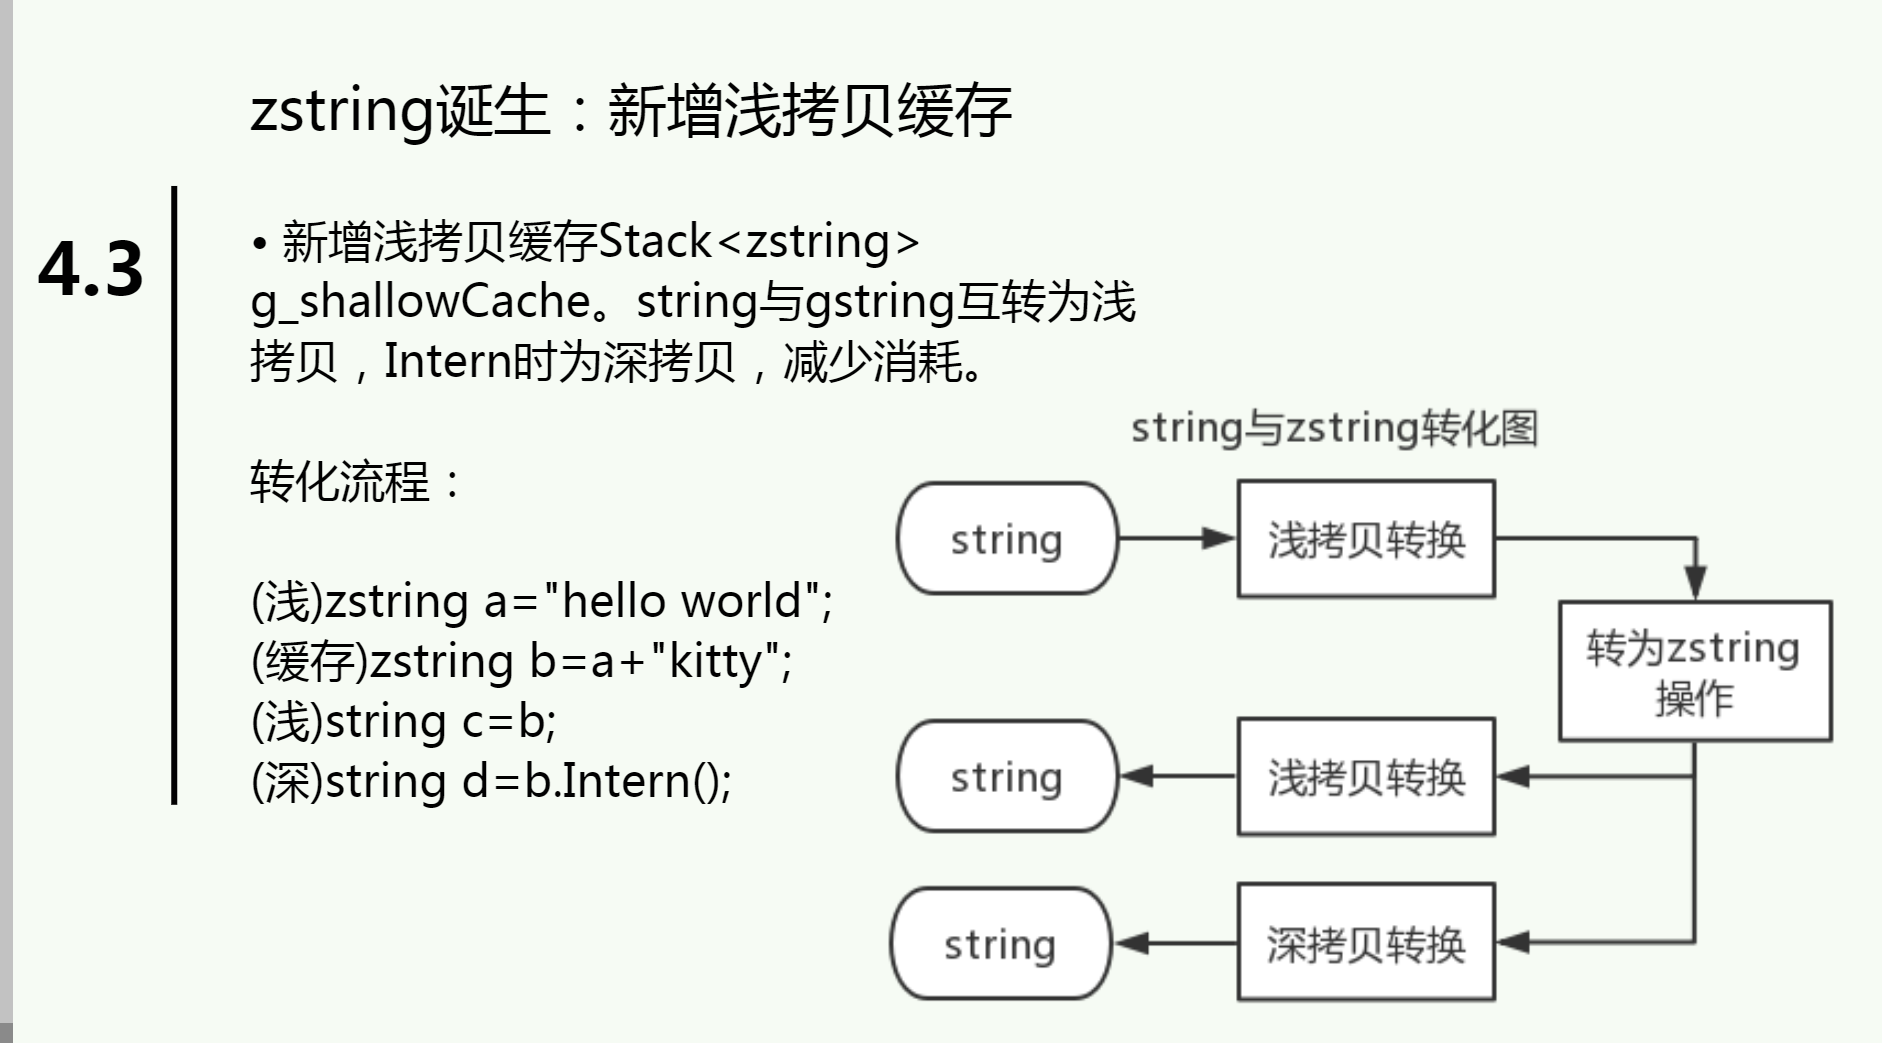 zstring诞生：新增浅拷贝缓存
4.3
• 新增浅拷贝缓存Stack<zstring>
g_shallowCache。string与gstring互转为浅
拷贝，Intern时为深拷贝，减少消耗。
转化流程：
(浅)zstring a="hello world";
(缓存)zstring b=a+"kitty";
(浅)string c=b;
(深)string d=b.Intern();
string与zstring转化图
string
浅拷贝转换
转为zstring
操作
string
浅拷贝转换
string
深拷贝转换